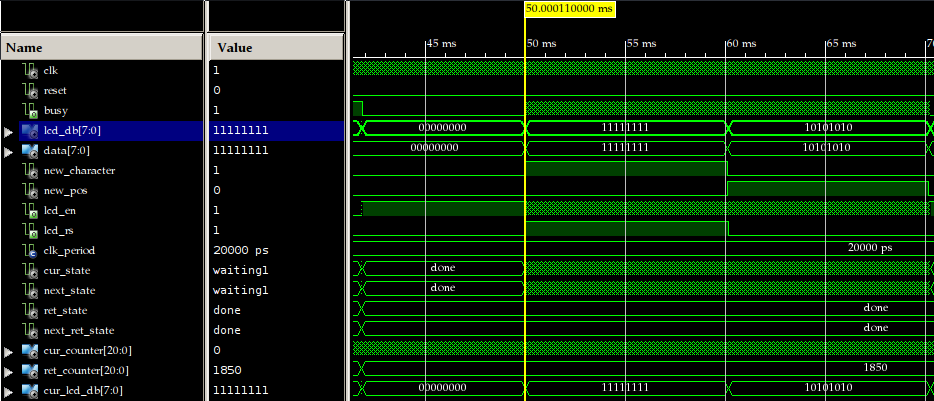 50.000110000 ms
Name Value 45 ms 50 ms 55 ms 60 ms 65 ms 70
clk 1
reset 0
busy 1
lcd_db[7:0] 11111111 00000000 11111111 10101010
data[7:0] 11111111 00000000 11111111 10101010
new_character 1
new_pos 0
lcd_en 1
lcd_rs 1
clk_period 20000 ps 20000 ps
cur_state waiting1 done
next_state waiting1 done
ret_state done done
next_ret_state done done
cur_counter[20:0] 0
ret_counter[20:0] 1850 1850
cur_lcd_db[7:0] 11111111 00000000 11111111 10101010